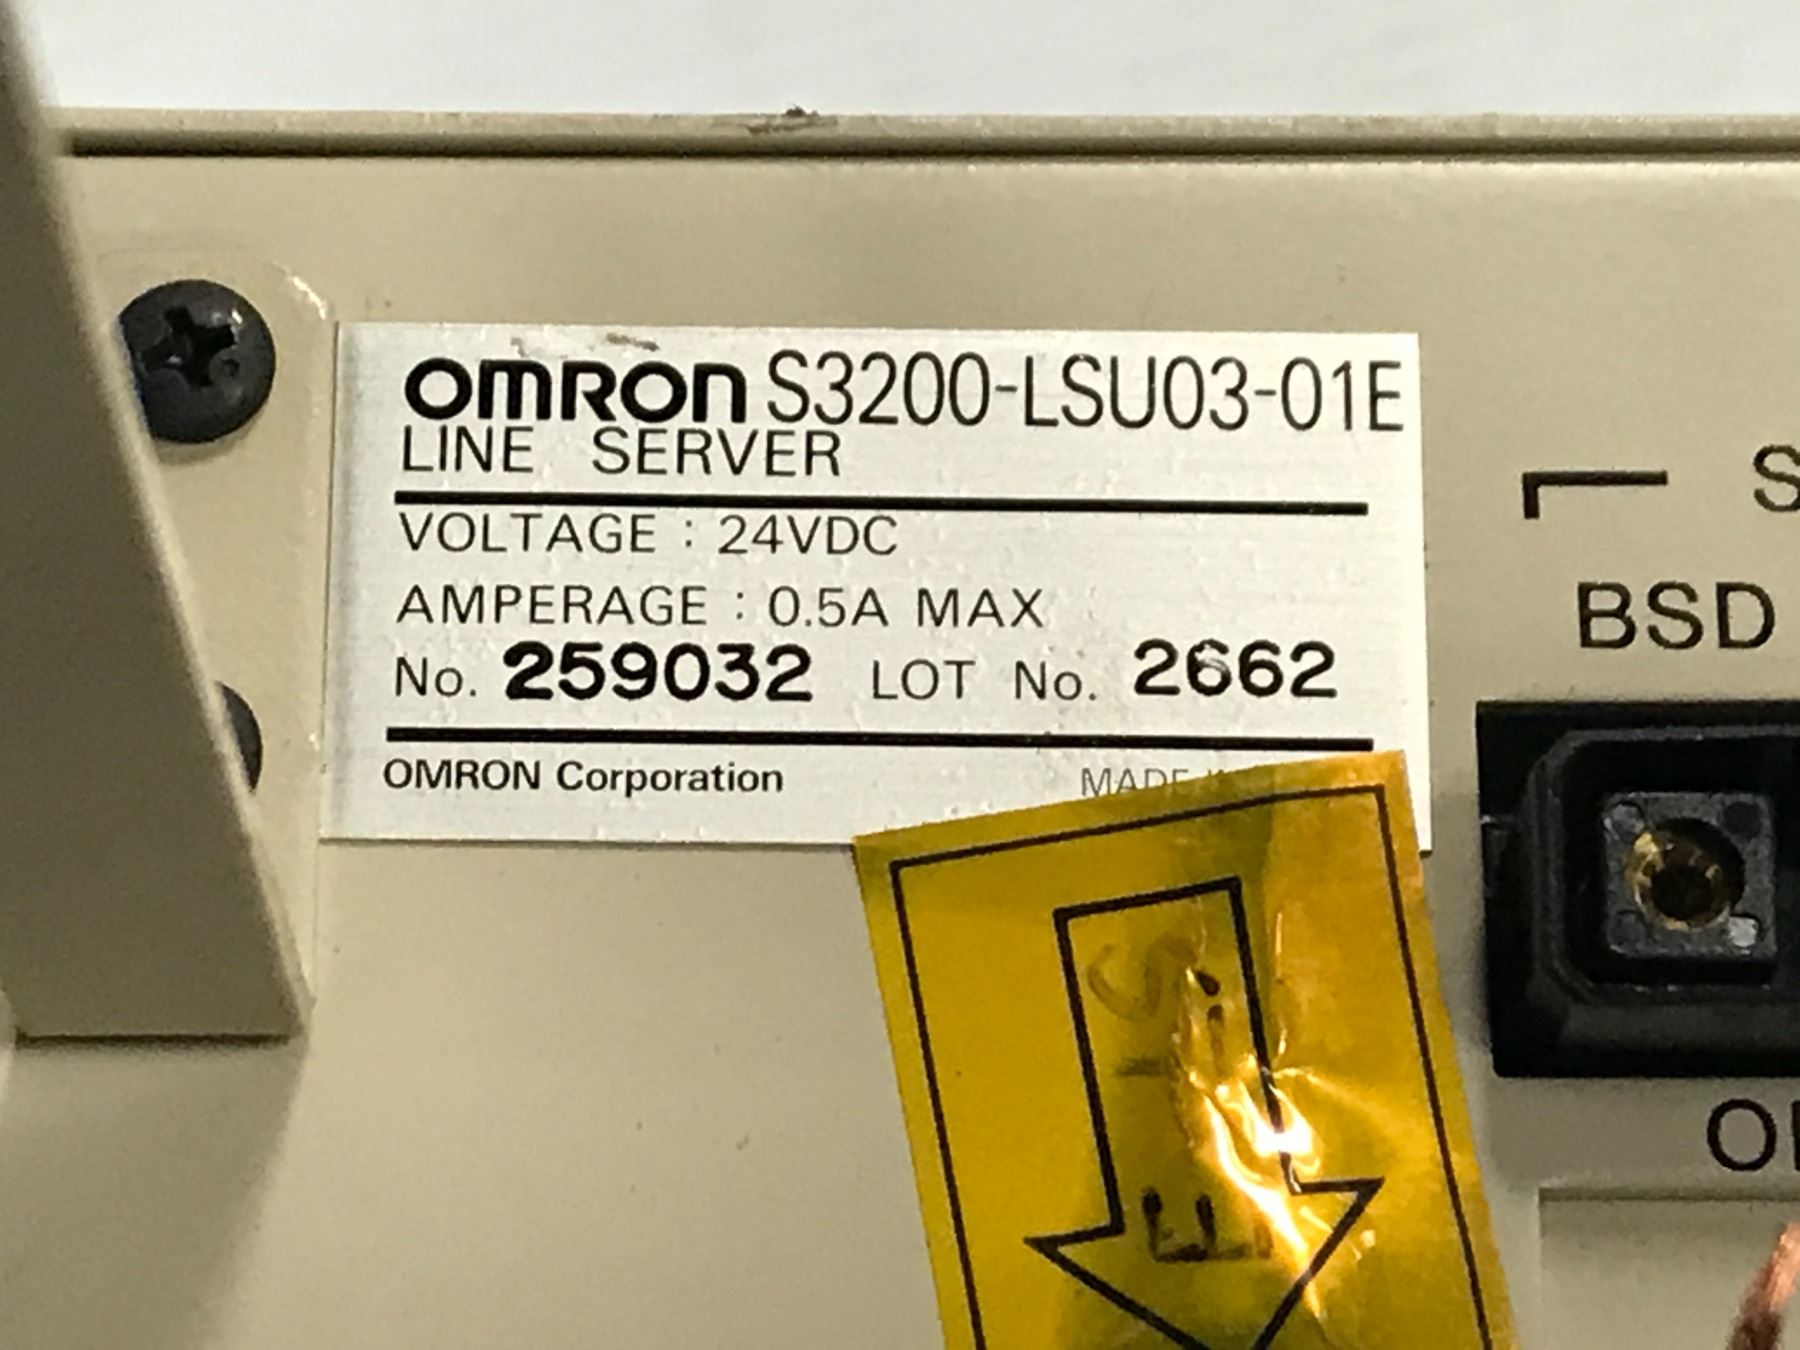 OMRON S3200-LSU03-01E
LINE SERVER
VOLTAGE : 24VDC
AMPERAGE : 0.5A MAX
No. 259032 LOT No. 2662
OMRON Corporation MADE
BSD